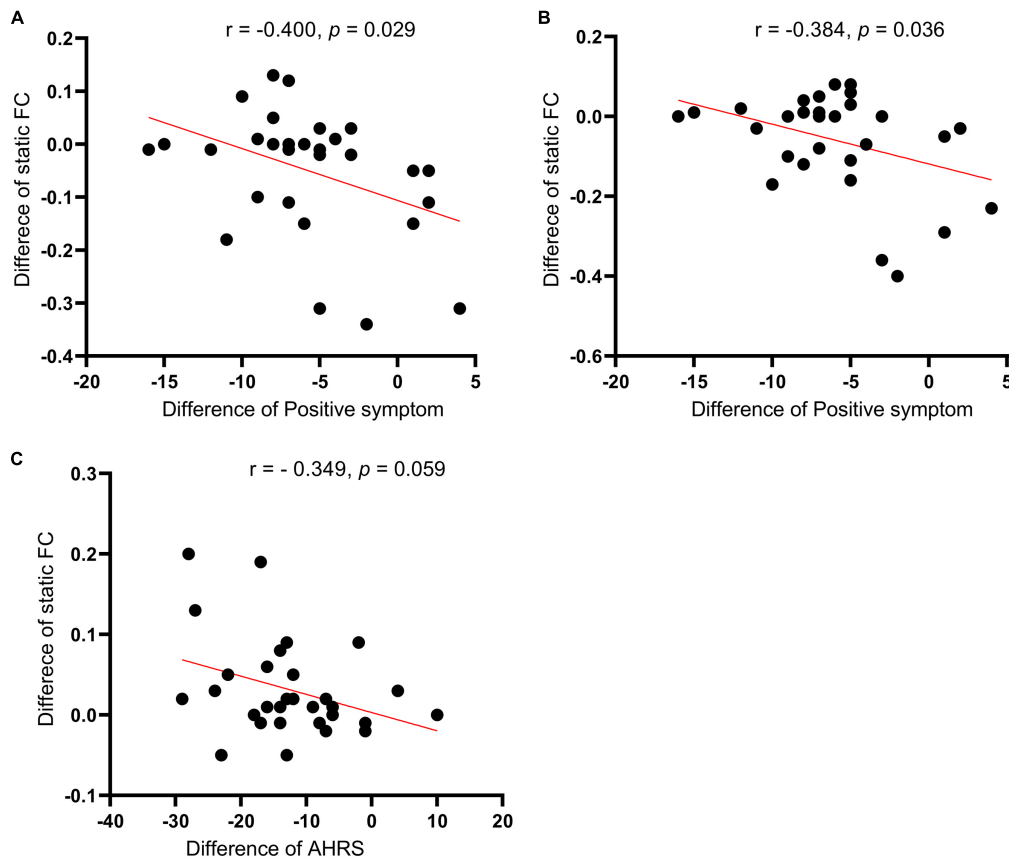 A
r = -0.400, p = 0.029
Differece of static FC
0.2
0.1
0.0
-0.1
-0.2
-0.3
-0.4
-20 -15 -10 -5 0 5
Difference of Positive symptom
B
r = -0.384, p = 0.036
Differece of static FC
0.2
0.0
-0.2
-0.4
-0.6
-20 -15 -10 -5 0 5
Difference of Positive symptom
C
r = - 0.349, p = 0.059
Differece of static FC
0.3
0.2
0.1
0.0
-0.1
-40 -30 -20 -10 0 10 20
Difference of AHRS